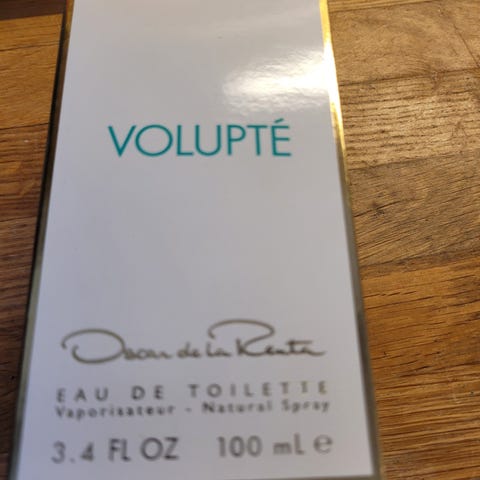 VOLUPTÉ
Oscar de la Renta
EAU DE TOILETTE
Vaporisateur - Natural Spray
3.4 FL OZ 100 mL ℮